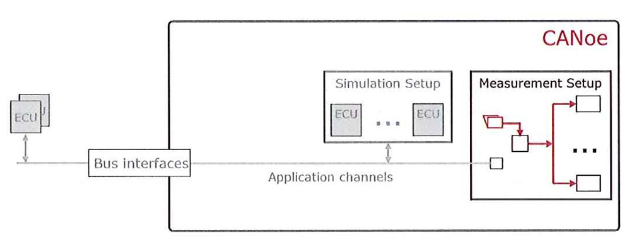 CANoe
Simulation Setup
Measurement Setup
ECU
ECU
...
ECU
...
Bus interfaces
Application channels